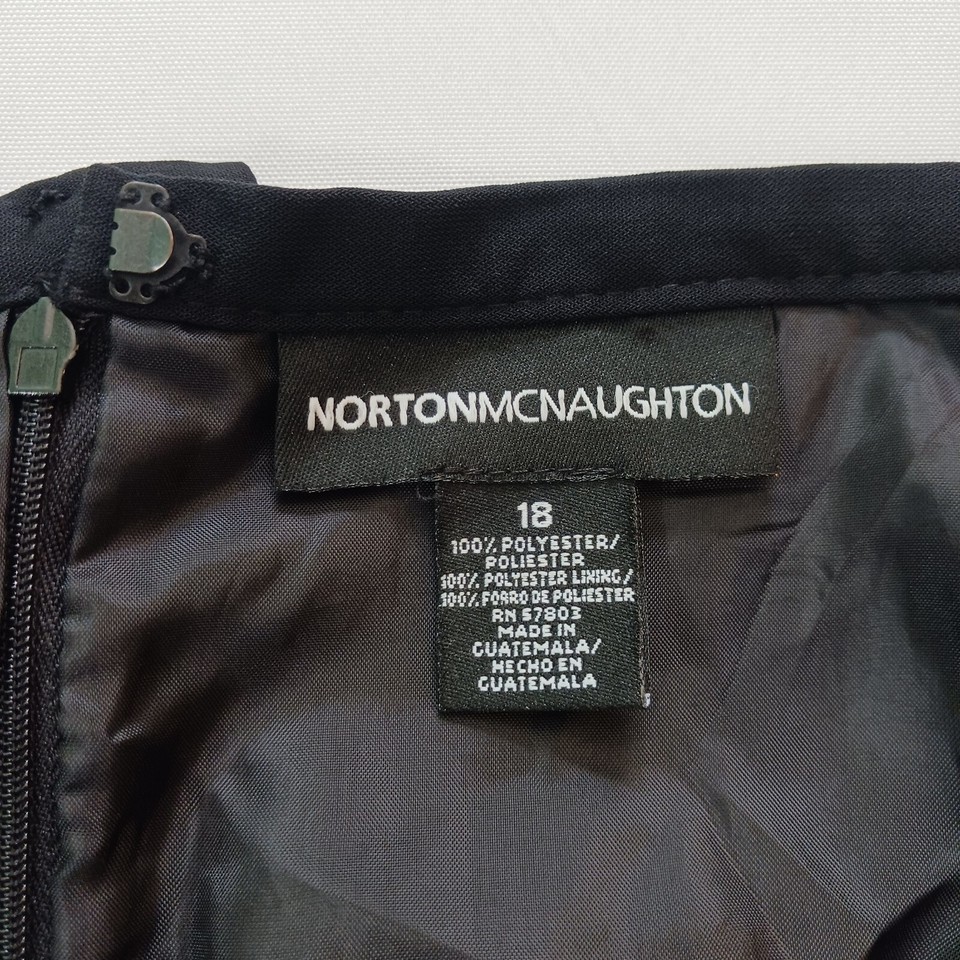 NORTONMCNAUGHTON
18
100% POLYESTER/
POLIESTER
100% POLYESTER LINING/
100% FORRO DE POLIESTER
RN 57803
MADE IN
GUATEMALA/
HECHO EN
GUATEMALA